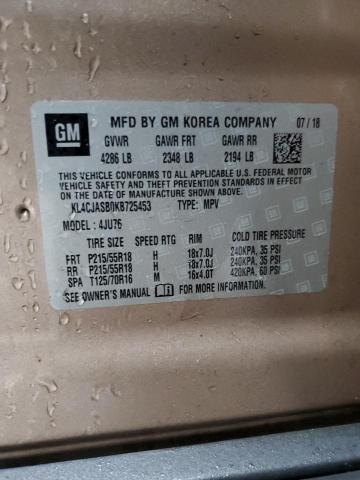 GM
MFD BY GM KOREA COMPANY 07/18
GVWR GAWR FRT GAWR RR
4286 LB 2348 LB 2194 LB
THIS VEHICLE CONFORMS TO ALL APPLICABLE U.S. FEDERAL MOTOR
VEHICLE SAFETY, BUMPER, AND THEFT PREVENTION STANDARDS
IN EFFECT ON THE DATE OF MANUFACTURE SHOWN ABOVE.
KL4CJASB0KB725453 TYPE: MPV
MODEL : 4JU76
TIRE SIZE SPEED RTG RIM COLD TIRE PRESSURE
FRT P215/55R18 H 18x7.0J 240KPA, 35 PSI
RR P215/55R18 H 18x7.0J 240KPA, 35 PSI
SPA T125/70R16 M 16x4.0T 420KPA, 60 PSI
SEE OWNER'S MANUAL FOR MORE INFORMATION.